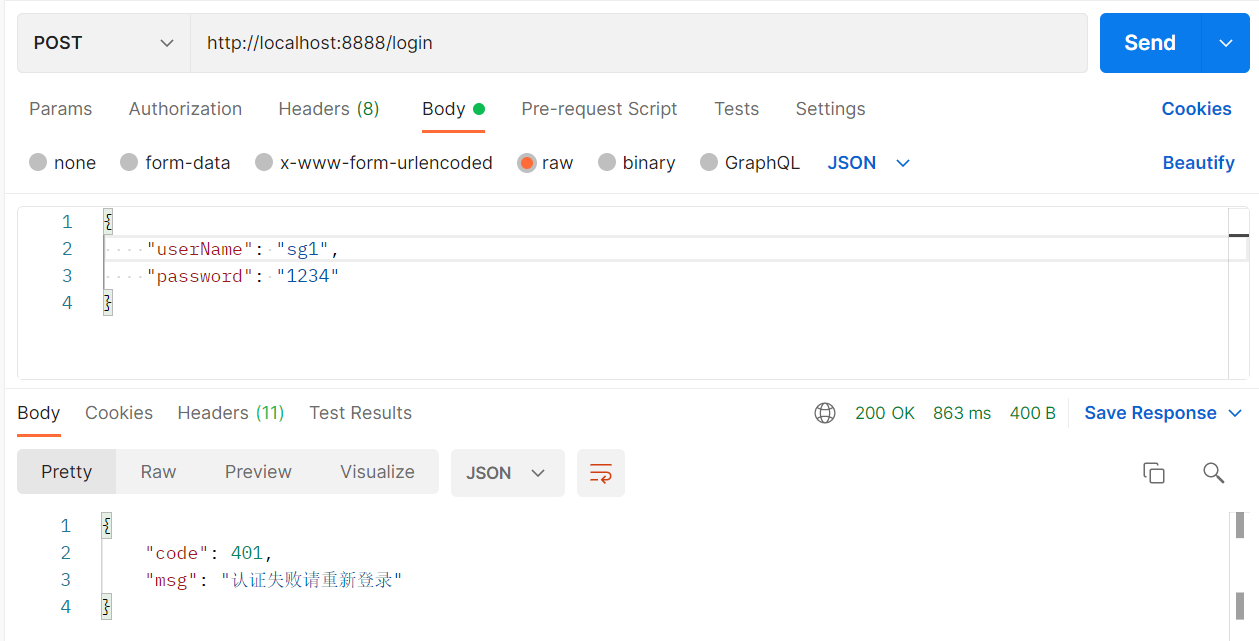 POST http://localhost:8888/login Send
Params Authorization Headers (8) Body Pre-request Script Tests Settings Cookies
none form-data x-www-form-urlencoded raw binary GraphQL JSON Beautify
1 {
2 "userName": "sg1",
3 "password": "1234"
4 }
Body Cookies Headers (11) Test Results 200 OK 863 ms 400 B Save Response
Pretty Raw Preview Visualize JSON
1 {
2 "code": 401,
3 "msg": "认证失败请重新登录"
4 }